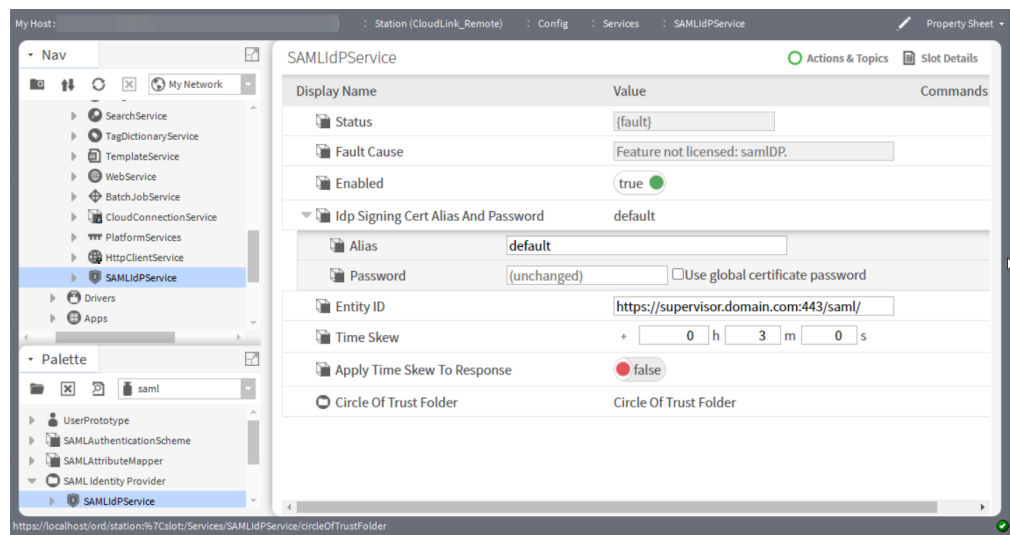 My Host : : Station (CloudLink_Remote) : Config : Services : SAMLIdPService Property Sheet
Nav
My Network
SearchService
TagDictionaryService
TemplateService
WebService
BatchJobService
CloudConnectionService
PlatformServices
HttpClientService
SAMLIdPService
Drivers
Apps
Palette
saml
UserPrototype
SAMLAuthenticationScheme
SAMLAttributeMapper
SAML Identity Provider
SAMLIdPService
SAMLIdPService Actions & Topics Slot Details
Display Name Value Commands
Status {fault}
Fault Cause Feature not licensed: samlDP.
Enabled true
Idp Signing Cert Alias And Password default
Alias default
Password (unchanged) Use global certificate password
Entity ID https://supervisor.domain.com:443/saml/
Time Skew + 0 h 3 m 0 s
Apply Time Skew To Response false
Circle Of Trust Folder Circle Of Trust Folder
https://localhost/ord/station:%7Cslot:/Services/SAMLIdPService/circleOfTrustFolder